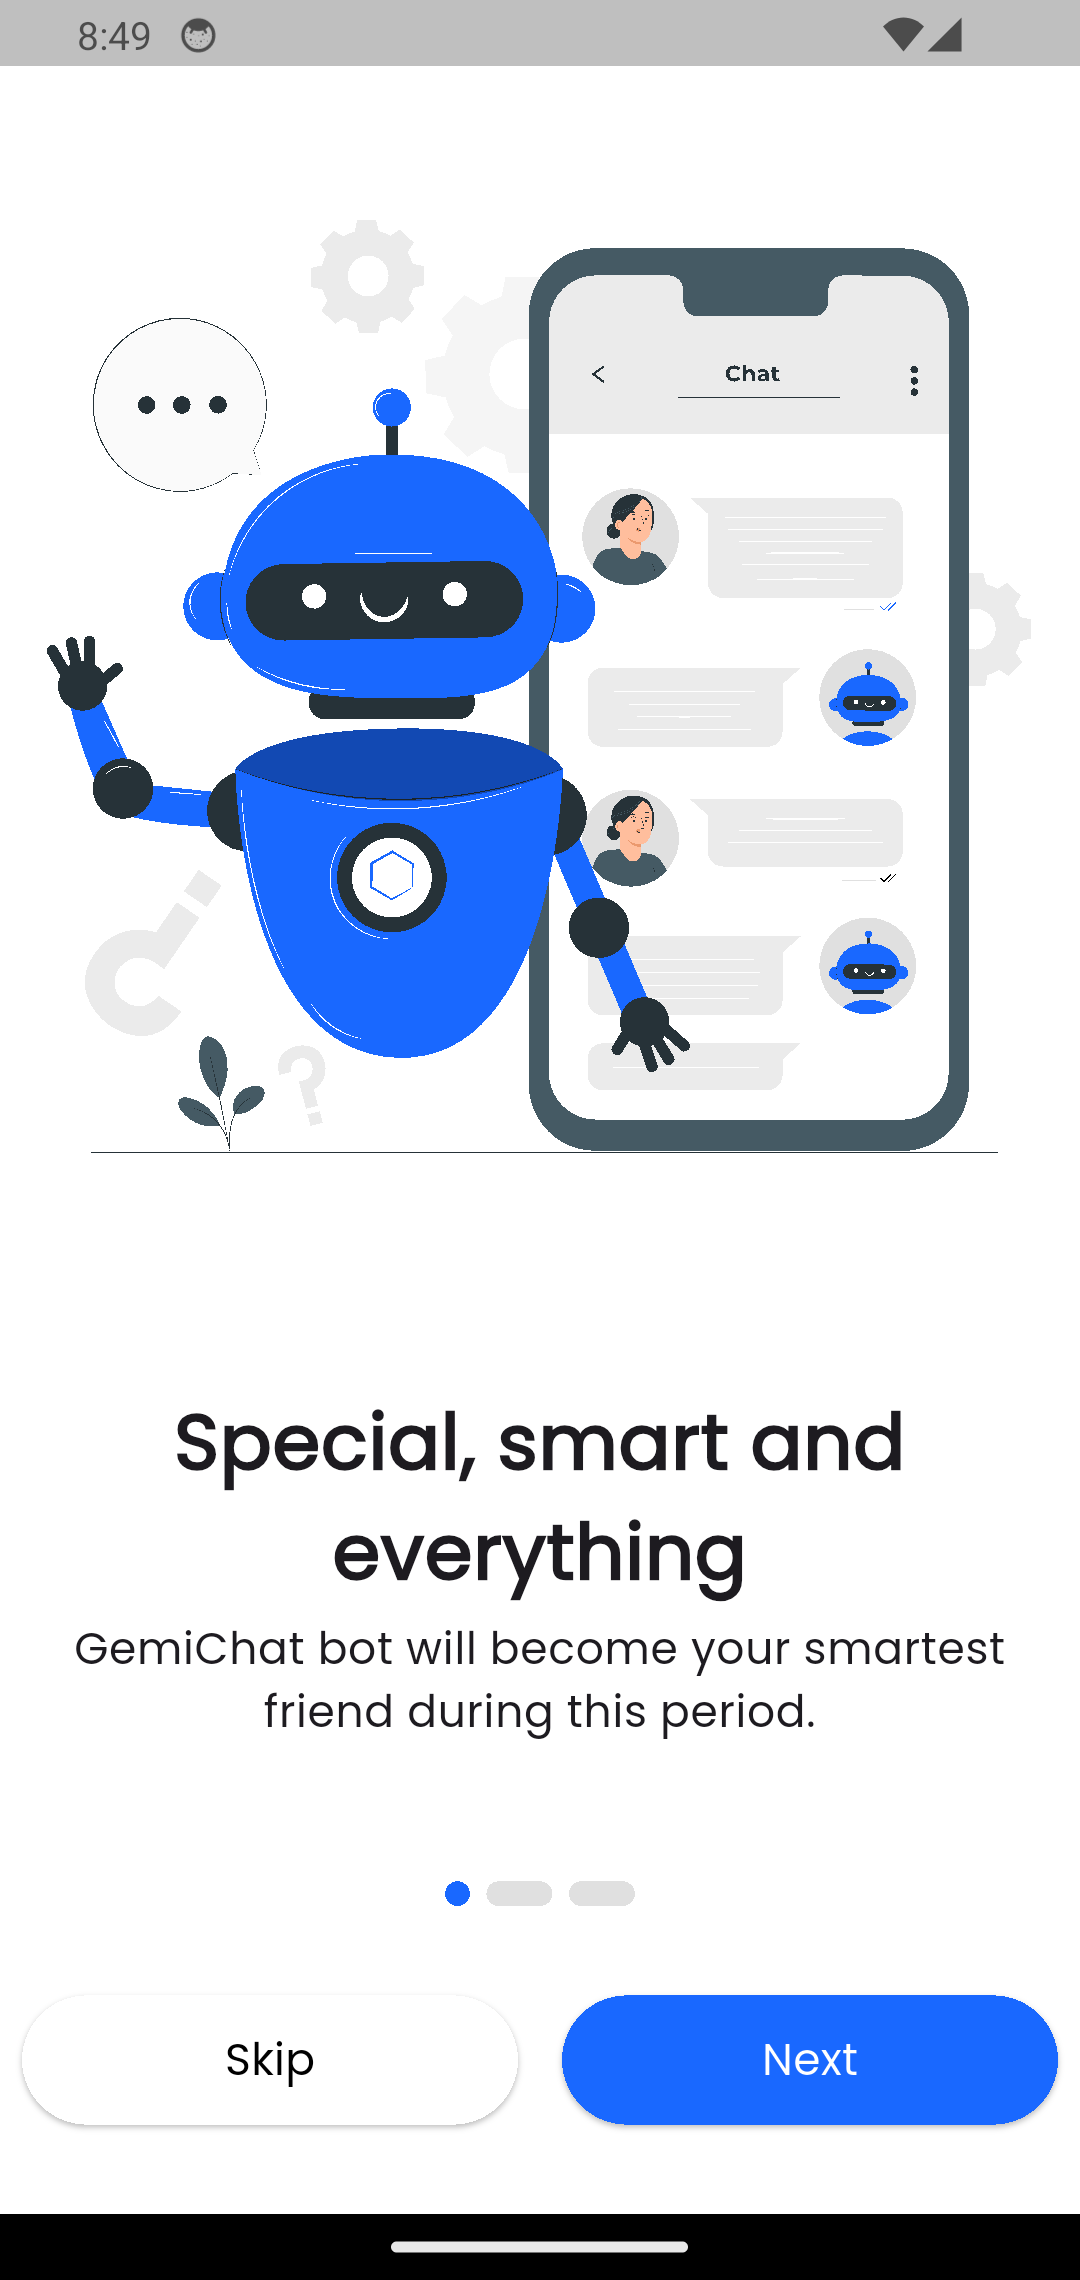 8:49
Chat
Special, smart and
everything
GemiChat bot will become your smartest
friend during this period.
Skip
Next